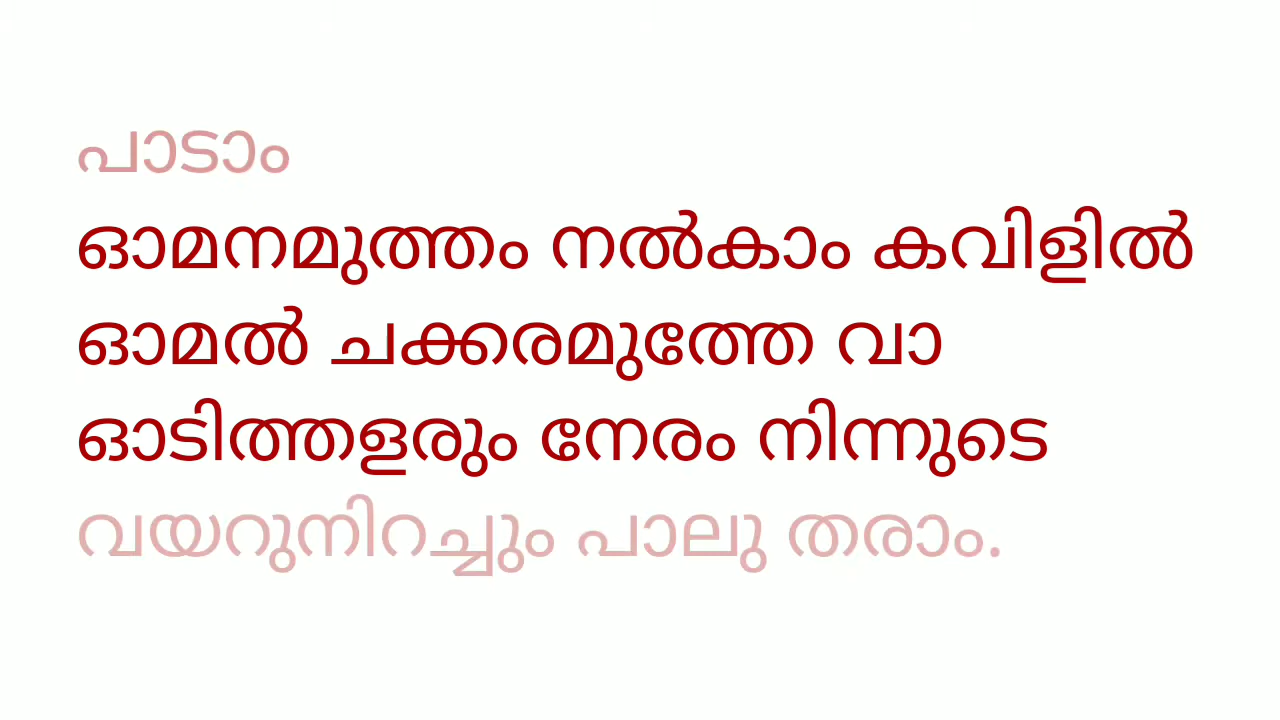 പാടാം
ഓമനമുത്തം നൽകാം കവിളിൽ
ഓമൽ ചക്കരമുത്തേ വാ
ഓടിത്തളരും നേരം നിന്നുടെ
വയറുനിറച്ചും പാലു തരാം.